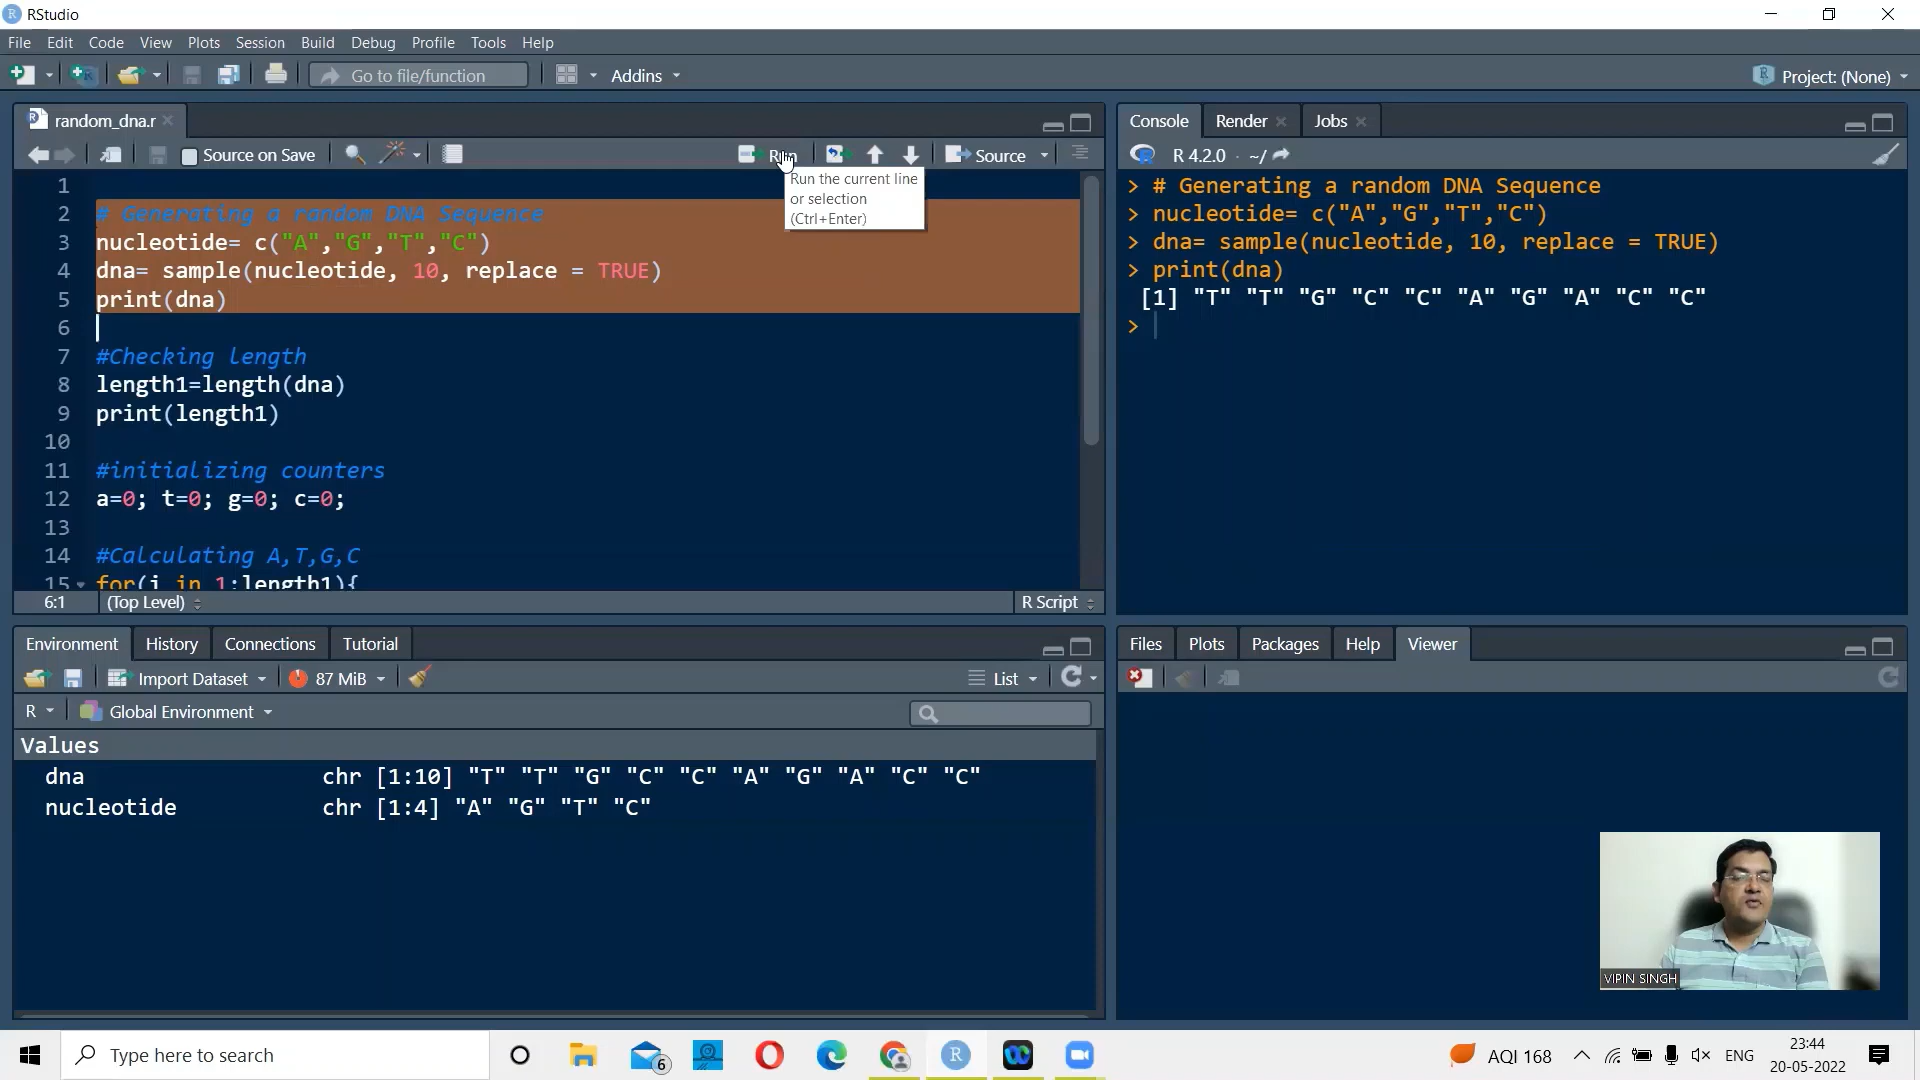 RStudio
File Edit Code View Plots Session Build Debug Profile Tools Help
Go to file/function Addins Project: (None)
random_dna.r
Source on Save Run Source
Run the current line
or selection
(Ctrl+Enter)
1
2 # Generating a random DNA Sequence
3 nucleotide= c("A","G","T","C")
4 dna= sample(nucleotide, 10, replace = TRUE)
5 print(dna)
6
7 #Checking length
8 length1=length(dna)
9 print(length1)
10
11 #initializing counters
12 a=0; t=0; g=0; c=0;
13
14 #Calculating A,T,G,C
15 for(i in 1:length1){
6:1 (Top Level) R Script
Console Render Jobs
R 4.2.0 · ~/
> # Generating a random DNA Sequence
> nucleotide= c("A","G","T","C")
> dna= sample(nucleotide, 10, replace = TRUE)
> print(dna)
[1] "T" "T" "G" "C" "C" "A" "G" "A" "C" "C"
>
Environment History Connections Tutorial
Import Dataset 87 MiB List
R Global Environment
Values
dna chr [1:10] "T" "T" "G" "C" "C" "A" "G" "A" "C" "C"
nucleotide chr [1:4] "A" "G" "T" "C"
Files Plots Packages Help Viewer
VIPIN SINGH
Type here to search
6
R
AQI 168 ENG
23:44
20-05-2022